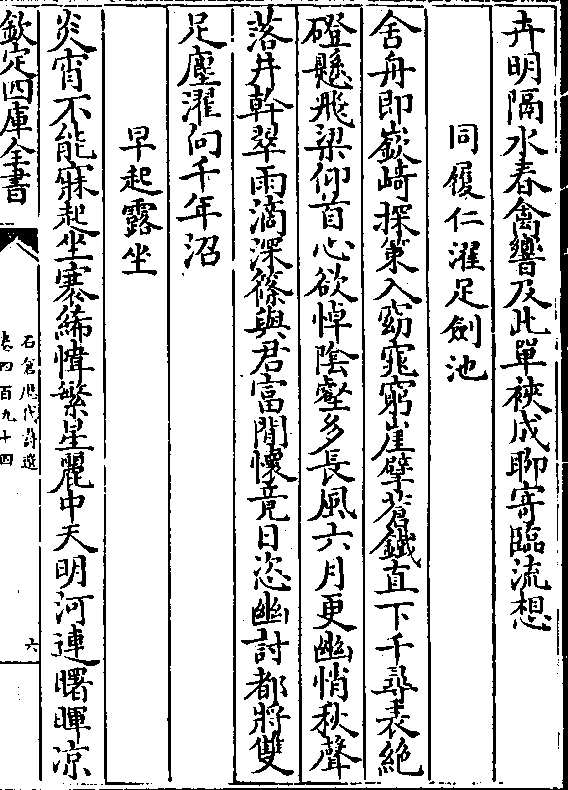 卉明隔水春禽響及此單裌成聊寄臨流想
同履仁濯足劍池
舍舟即嶔崎探策入窈窕窮崖擘蒼鐵直下千尋表絶
磴懸飛梁仰首心欲悼陰壑多長風六月更幽悄秋聲
落井幹翠雨滴深篠與君富閒懷竟日恣幽討都將雙
足塵濯向千年沼
早起露坐
炎宵不能寐起坐褰絺帷繁星麗中天明河連曙暉凉
欽定四庫全書
石倉歴代詩選
卷四百九十四
六